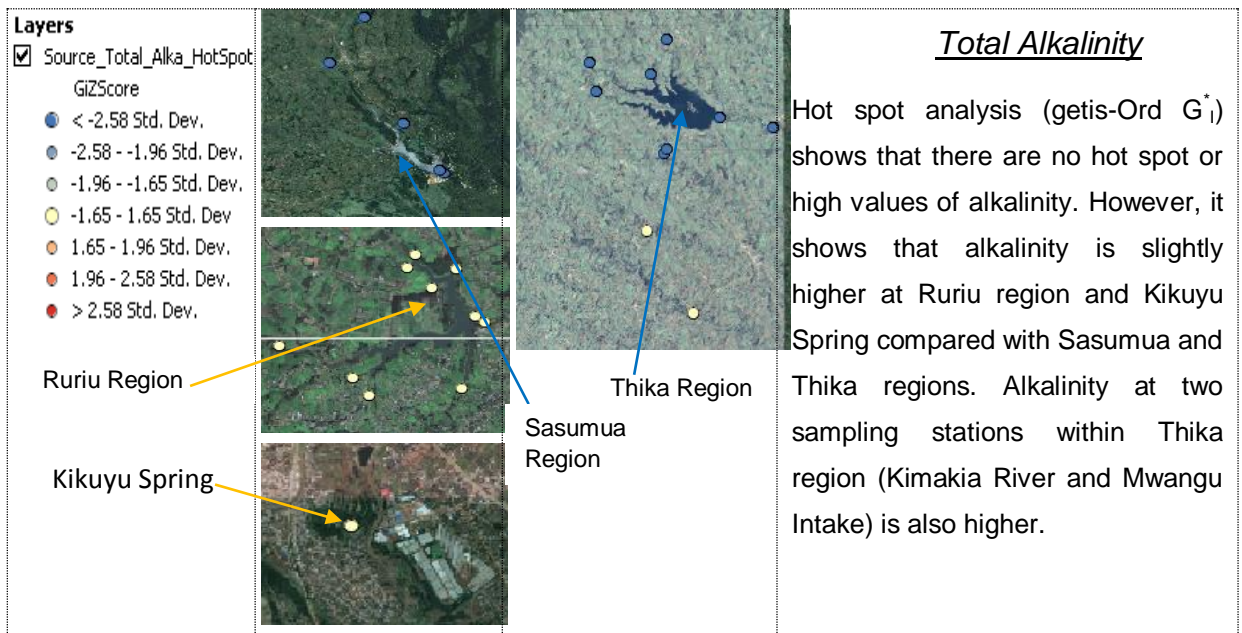 Layers
Source_Total_Alka_HotSpot
GiZScore
< -2.58 Std. Dev.
-2.58 - -1.96 Std. Dev.
-1.96 - -1.65 Std. Dev.
-1.65 - 1.65 Std. Dev
1.65 - 1.96 Std. Dev.
1.96 - 2.58 Std. Dev.
> 2.58 Std. Dev.
Ruriu Region
Kikuyu Spring
Sasumua
Region
Thika Region
Total Alkalinity
Hot spot analysis (getis-Ord G*I)
shows that there are no hot spot or
high values of alkalinity. However, it
shows that alkalinity is slightly
higher at Ruriu region and Kikuyu
Spring compared with Sasumua and
Thika regions. Alkalinity at two
sampling stations within Thika
region (Kimakia River and Mwangu
Intake) is also higher.